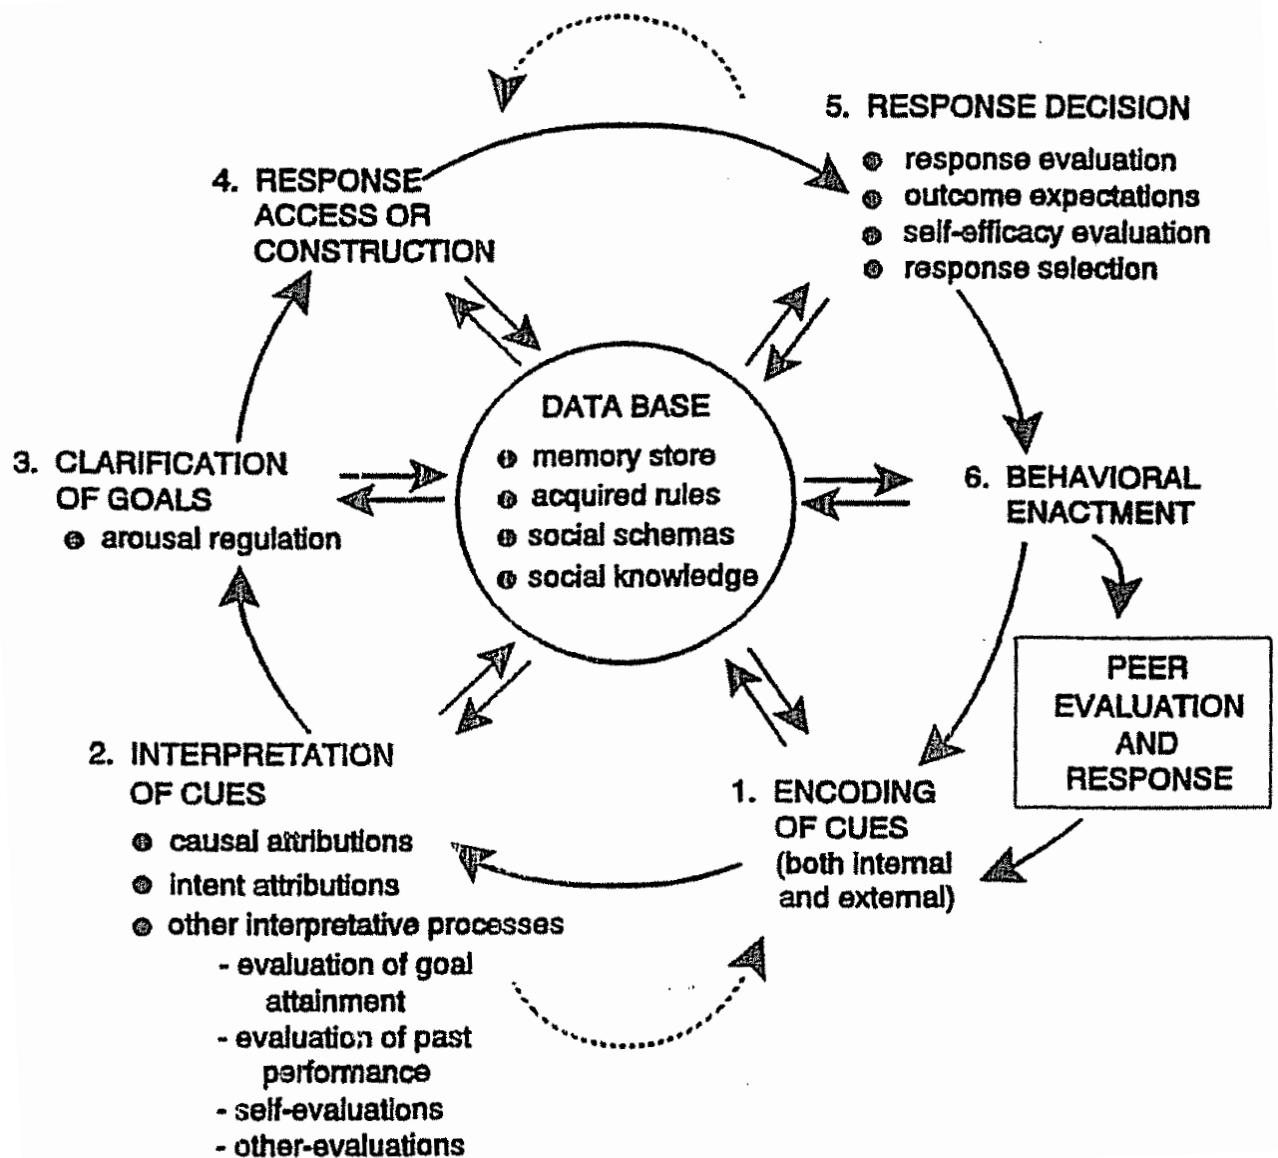 5. RESPONSE DECISION
● response evaluation
● outcome expectations
● self-efficacy evaluation
● response selection
4. RESPONSE
ACCESS OR
CONSTRUCTION
DATA BASE
● memory store
● acquired rules
● social schemas
● social knowledge
3. CLARIFICATION
OF GOALS
● arousal regulation
6. BEHAVIORAL
ENACTMENT
PEER
EVALUATION
AND
RESPONSE
2. INTERPRETATION
OF CUES
● causal attributions
● intent attributions
● other interpretative processes
- evaluation of goal
attainment
- evaluation of past
performance
- self-evaluations
- other-evaluations
1. ENCODING
OF CUES
(both internal
and external)